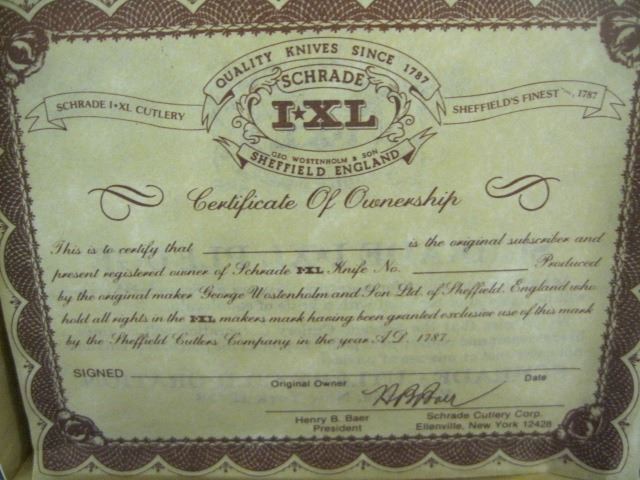 QUALITY KNIVES SINCE 1787
SCHRADE
SCHRADE I★XL CUTLERY
I★XL
SHEFFIELD'S FINEST 1787
GEO. WOSTENHOLM & SON
SHEFFIELD ENGLAND
Certificate Of Ownership
This is to certify that is the original subscriber and
present registered owner of Schrade I★XL Knife No. Produced
by the original maker George Wostenholm and Son Ltd. of Sheffield. England who
hold all rights in the I★XL makers mark having been granted exclusive use of this mark
by the Sheffield Cutlers Company in the year A.D. 1787.
SIGNED
Original Owner Date
H B Baer
Henry B. Baer Schrade Cutlery Corp.
President Ellenville, New York 12428